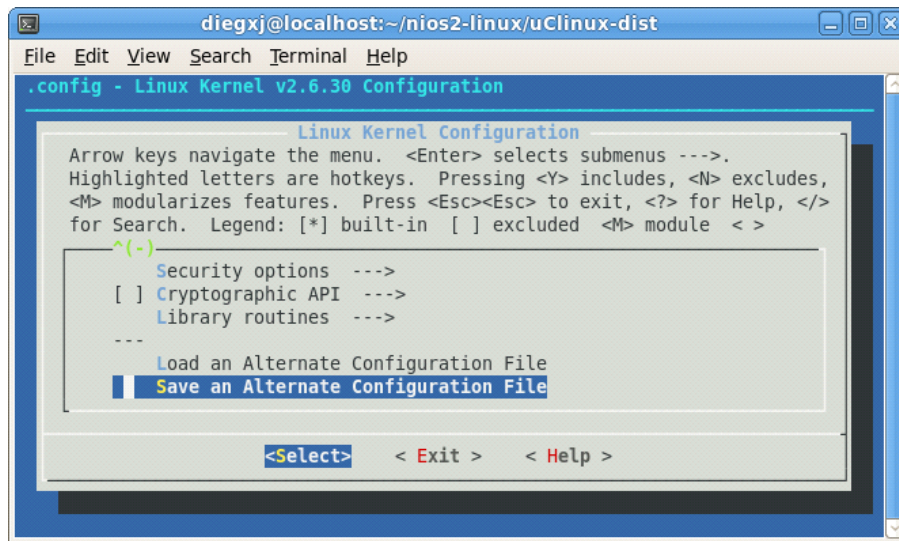 diegxj@localhost:~/nios2-linux/uClinux-dist
File Edit View Search Terminal Help
.config - Linux Kernel v2.6.30 Configuration
Linux Kernel Configuration
Arrow keys navigate the menu.  <Enter> selects submenus --->.
Highlighted letters are hotkeys.  Pressing <Y> includes, <N> excludes,
<M> modularizes features.  Press <Esc><Esc> to exit, <?> for Help, </>
for Search.  Legend: [*] built-in  [ ] excluded  <M> module  < >
^(-)
Security options  --->
[ ] Cryptographic API  --->
Library routines  --->
---
Load an Alternate Configuration File
Save an Alternate Configuration File
<Select>    < Exit >    < Help >